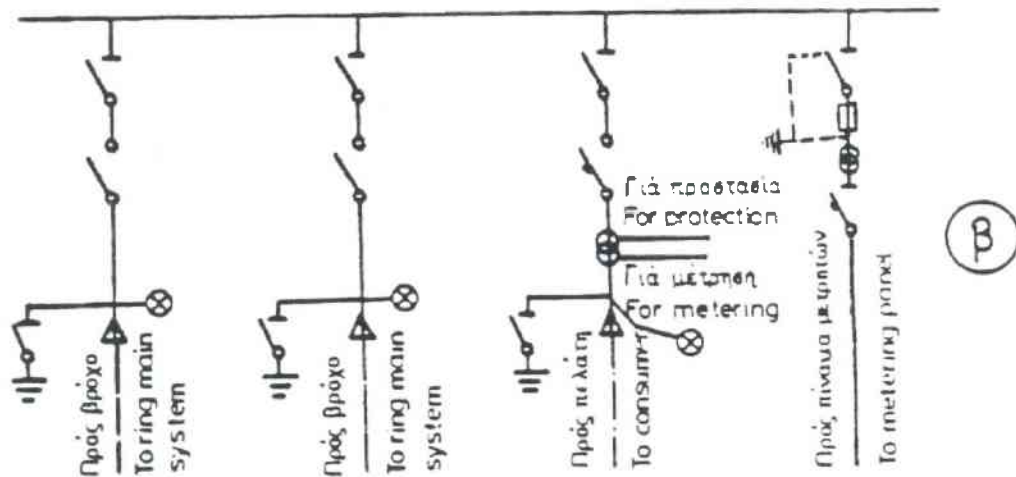 Γιά προστασία
For protection
Γιά μέτρηση
For metering
Πρός βρόχο
To ring main
system
Πρός βρόχο
To ring main
system
Πρός πελάτη
To consumer
Πρός πίνακα μετρητών
To metering panel
β